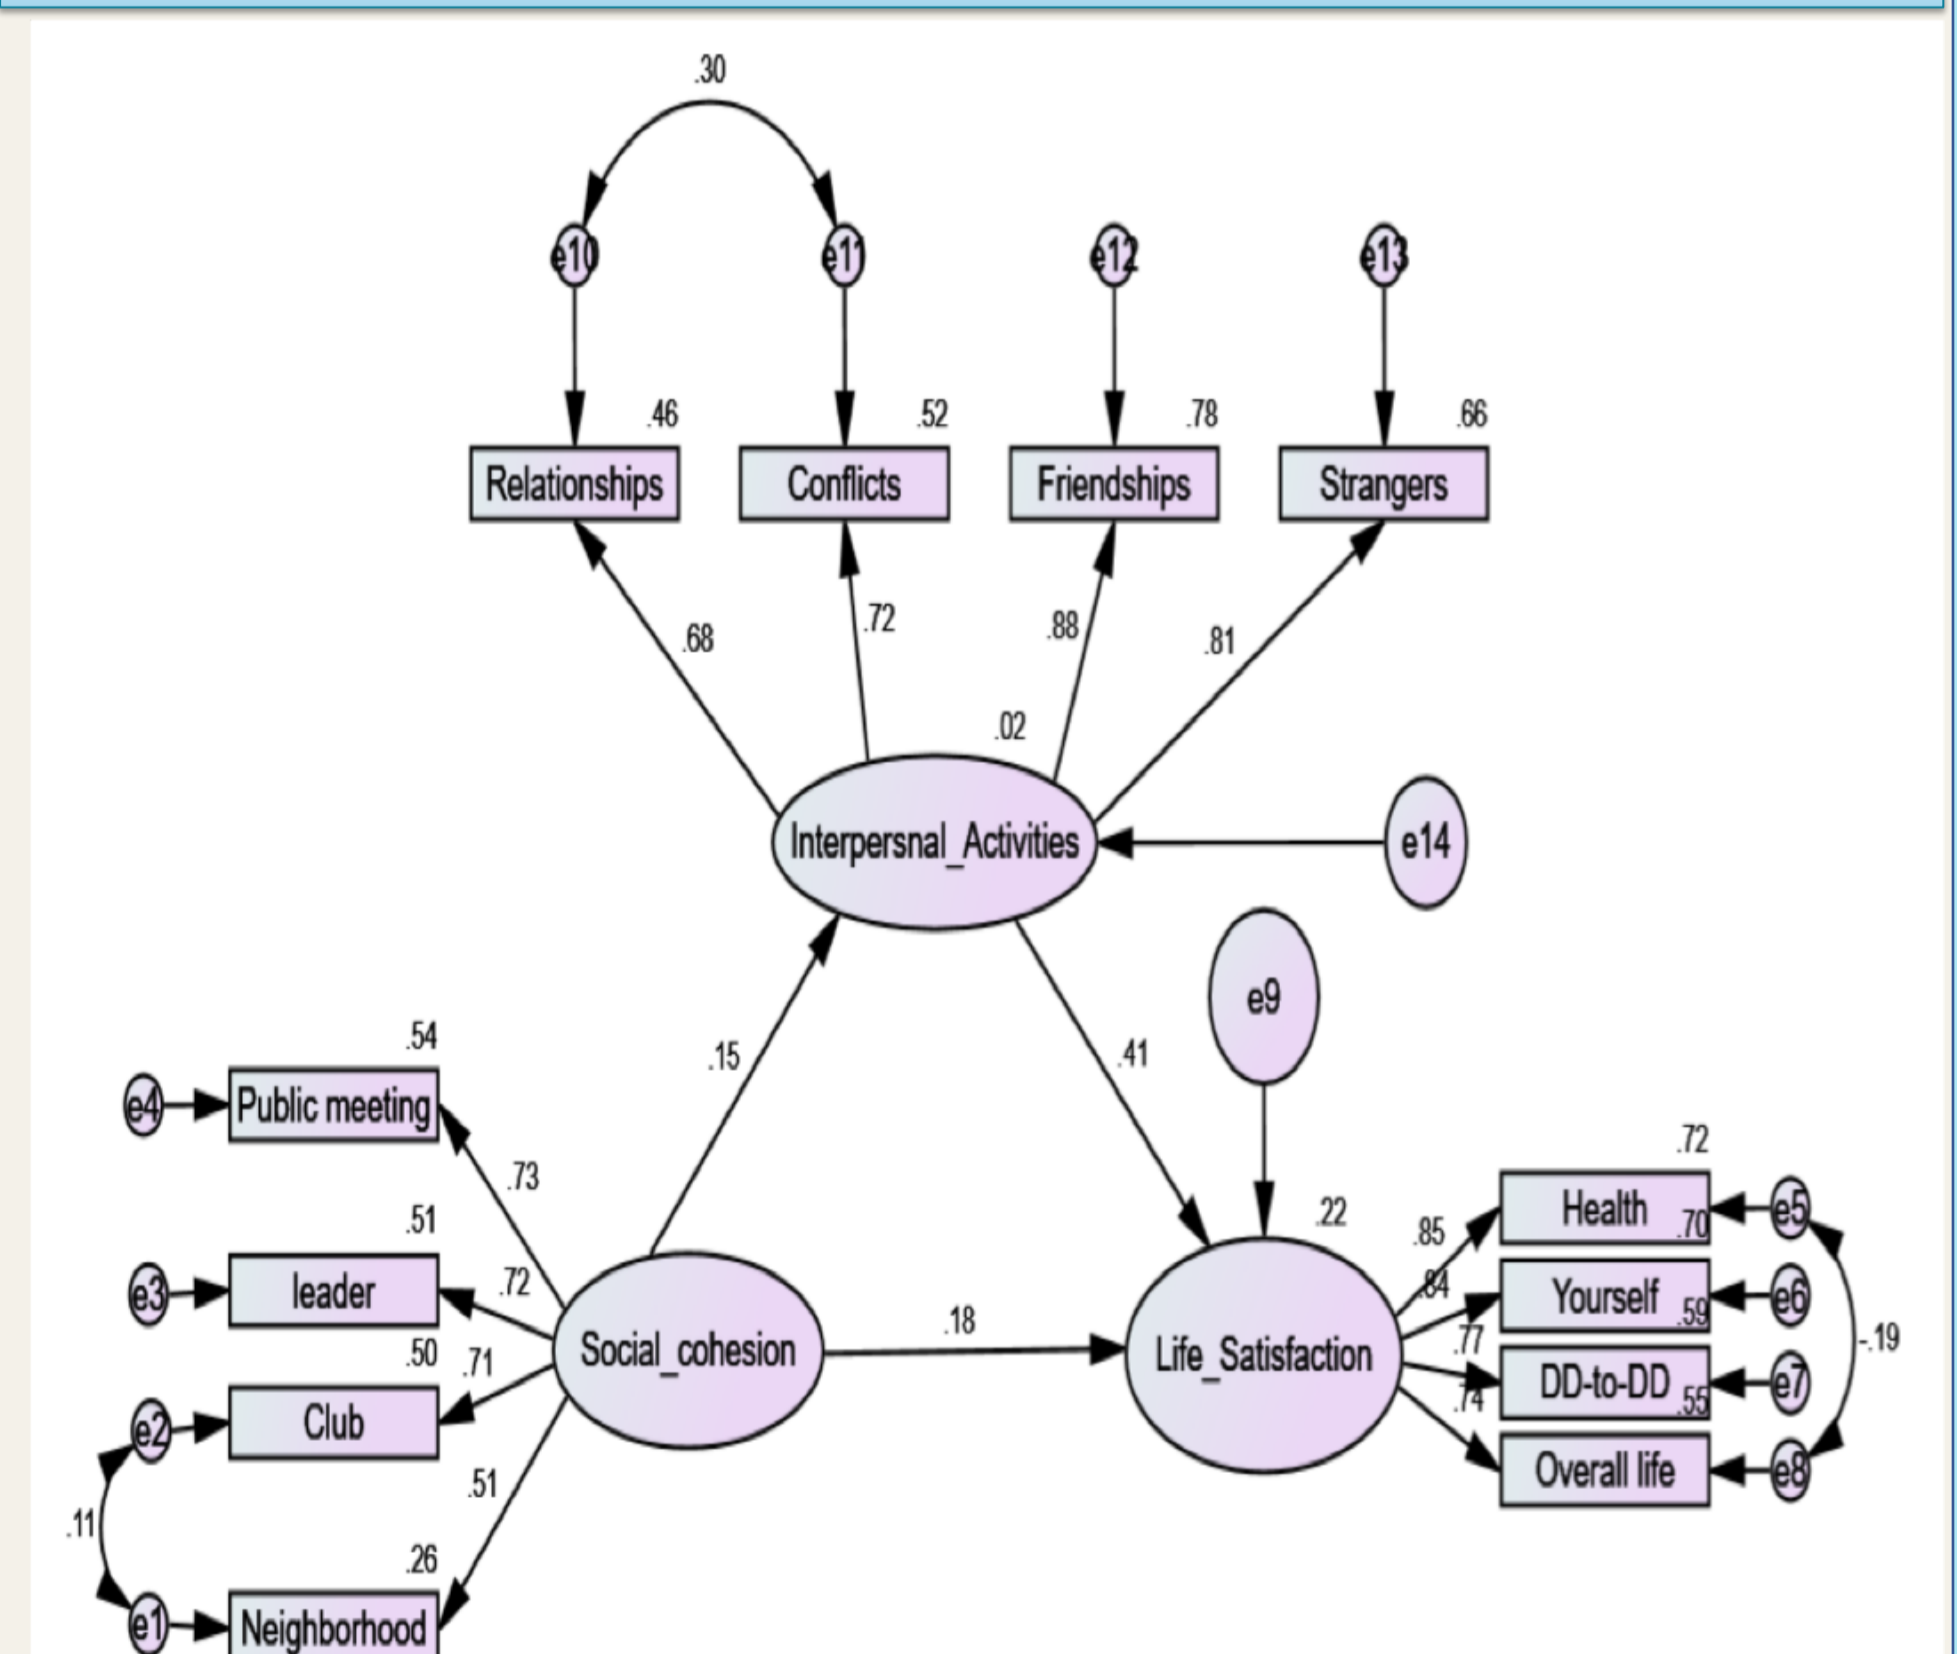 .30
e10
e11
e12
e13
.46
.52
.78
.66
Relationships
Conflicts
Friendships
Strangers
.68
.72
.88
.81
.02
Interpersnal_Activities
e14
e9
.15
.41
.54
e4
Public meeting
.73
.51
e3
leader
.72
.50
.71
e2
Club
.51
.11
.26
e1
Neighborhood
Social_cohesion
.18
.22
Life_Satisfaction
.85
.84
.77
.74
.72
Health
e5
.70
Yourself
e6
.59
DD-to-DD
e7
.55
Overall life
e8
-.19